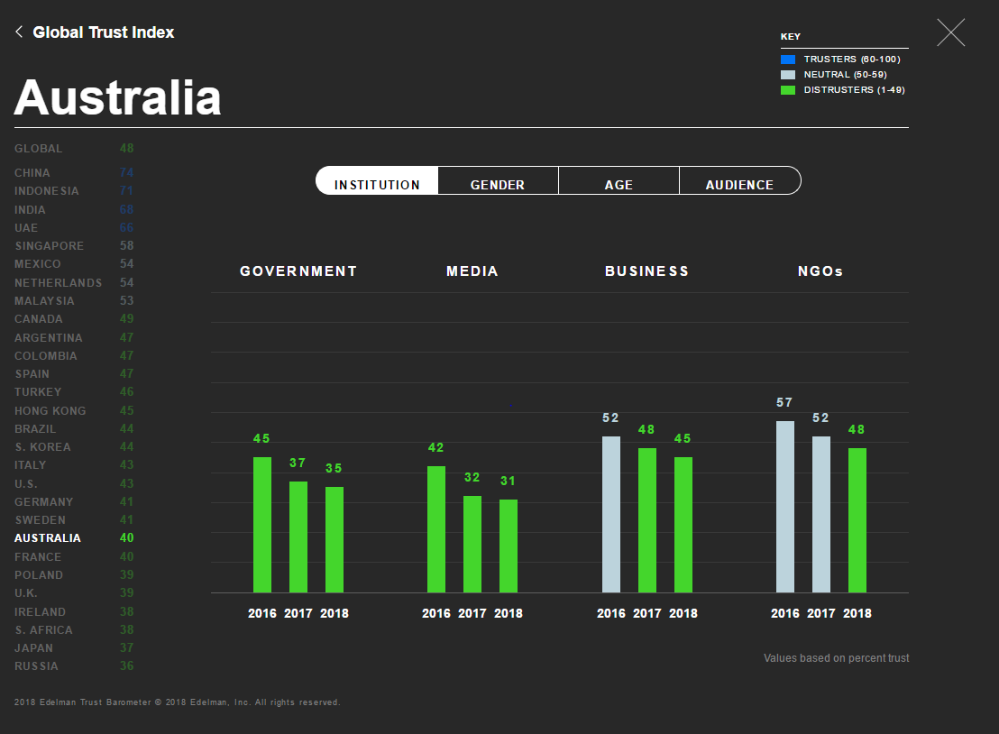 Global Trust Index
KEY
TRUSTERS (60-100)
NEUTRAL (50-59)
DISTRUSTERS (1-49)
Australia
GLOBAL 48
CHINA 74
INDONESIA 71
INDIA 68
UAE 66
SINGAPORE 58
MEXICO 54
NETHERLANDS 54
MALAYSIA 53
CANADA 49
ARGENTINA 47
COLOMBIA 47
SPAIN 47
TURKEY 46
HONG KONG 45
BRAZIL 44
S. KOREA 44
ITALY 43
U.S. 43
GERMANY 41
SWEDEN 41
AUSTRALIA 40
FRANCE 40
POLAND 39
U.K. 39
IRELAND 38
S. AFRICA 38
JAPAN 37
RUSSIA 36
INSTITUTION GENDER AGE AUDIENCE
GOVERNMENT MEDIA BUSINESS NGOs
45 37 35
42 32 31
52 48 45
57 52 48
2016 2017 2018 2016 2017 2018 2016 2017 2018 2016 2017 2018
Values based on percent trust
2018 Edelman Trust Barometer © 2018 Edelman, Inc. All rights reserved.